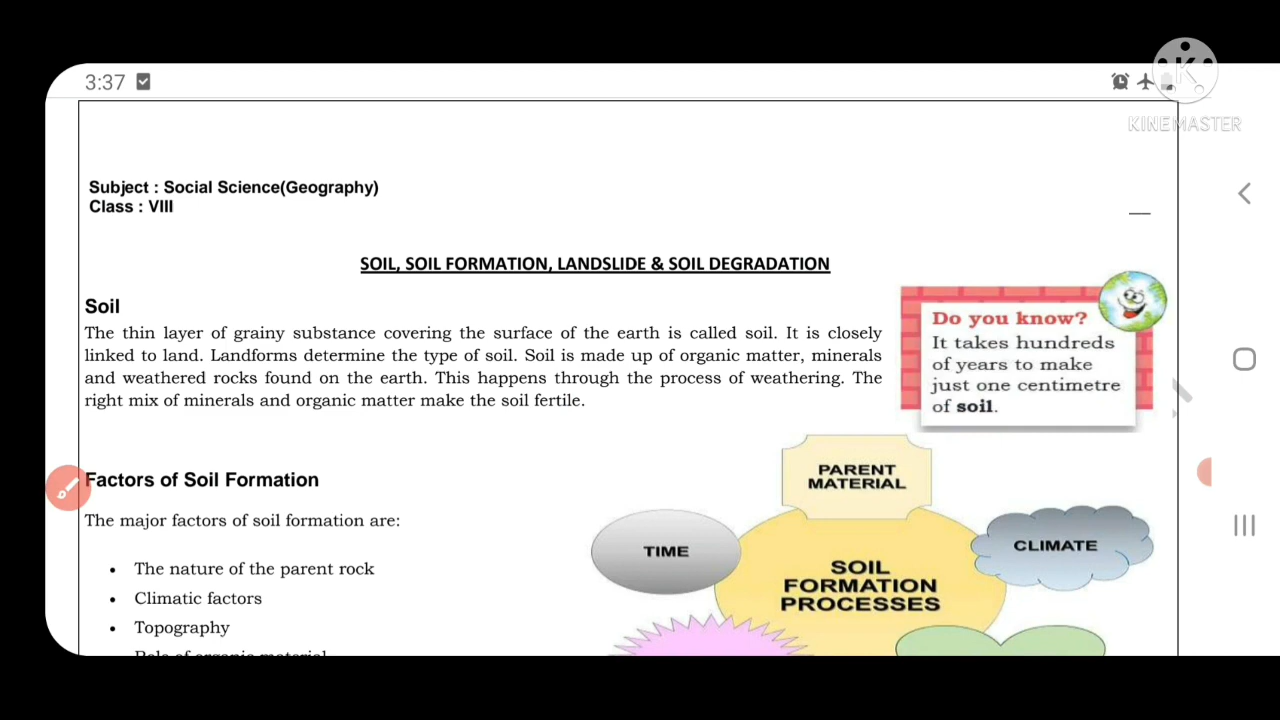 3:37
KINEMASTER
Subject : Social Science(Geography)
Class : VIII
SOIL, SOIL FORMATION, LANDSLIDE & SOIL DEGRADATION
Soil
The thin layer of grainy substance covering the surface of the earth is called soil. It is closely
linked to land. Landforms determine the type of soil. Soil is made up of organic matter, minerals
and weathered rocks found on the earth. This happens through the process of weathering. The
right mix of minerals and organic matter make the soil fertile.
Do you know?
It takes hundreds
of years to make
just one centimetre
of soil.
Factors of Soil Formation
The major factors of soil formation are:
• The nature of the parent rock
• Climatic factors
• Topography
• Role of organic material
PARENT
MATERIAL
TIME
CLIMATE
SOIL
FORMATION
PROCESSES